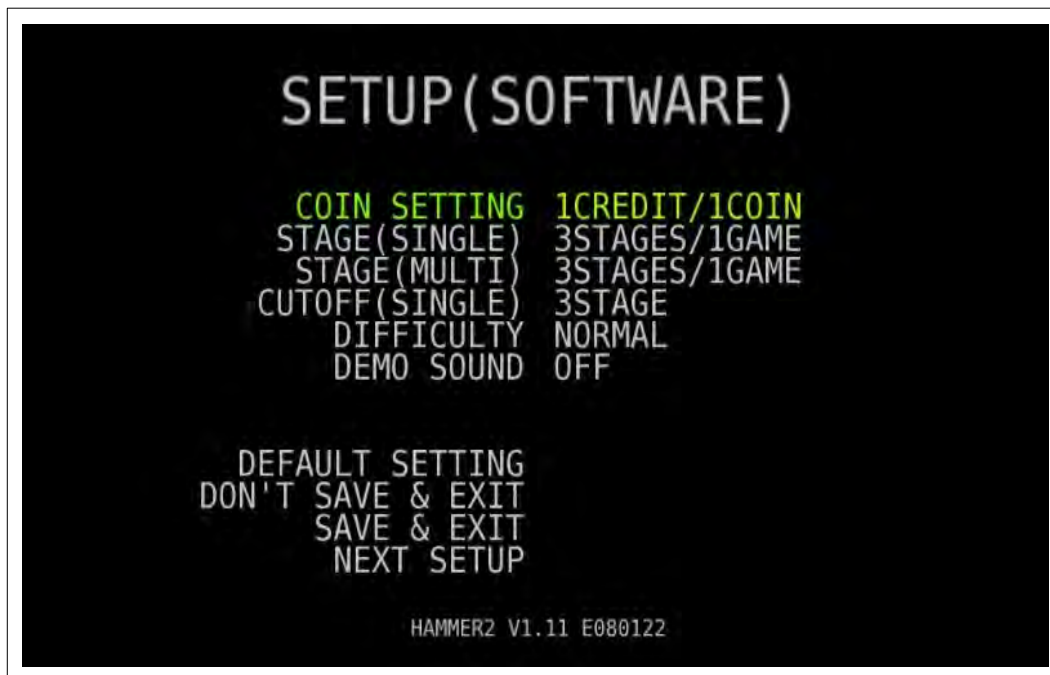 SETUP(SOFTWARE)
COIN SETTING 1CREDIT/1COIN
STAGE(SINGLE) 3STAGES/1GAME
STAGE(MULTI) 3STAGES/1GAME
CUTOFF(SINGLE) 3STAGE
DIFFICULTY NORMAL
DEMO SOUND OFF
DEFAULT SETTING
DON'T SAVE & EXIT
SAVE & EXIT
NEXT SETUP
HAMMER2 V1.11 E080122